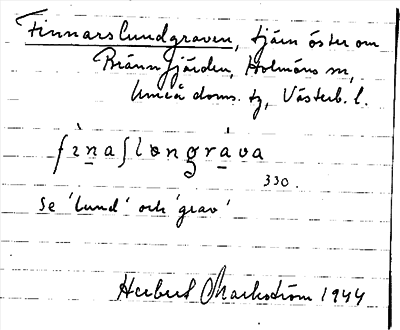 Finnarslundgraven, tjärn öster om
Brännfjärden, Holmöns sn,
Umeå doms. tg, Västerb. l.
fìnaʃlɵngráva
330.
Se 'lund' och 'grav'
Herbert Markström 1944